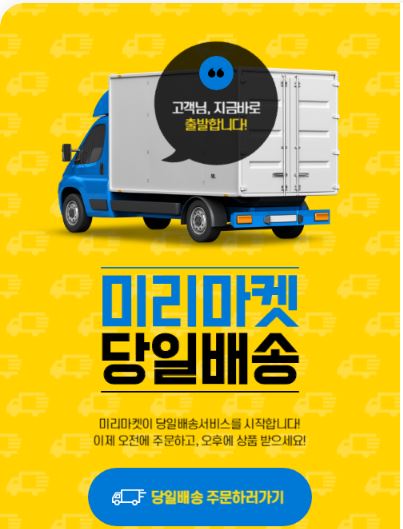 고객님, 지금바로
출발합니다!
미리마켓
당일배송
미리마켓이 당일배송서비스를 시작합니다!
이제 오전에 주문하고, 오후에 상품 받으세요!
당일배송 주문하러가기